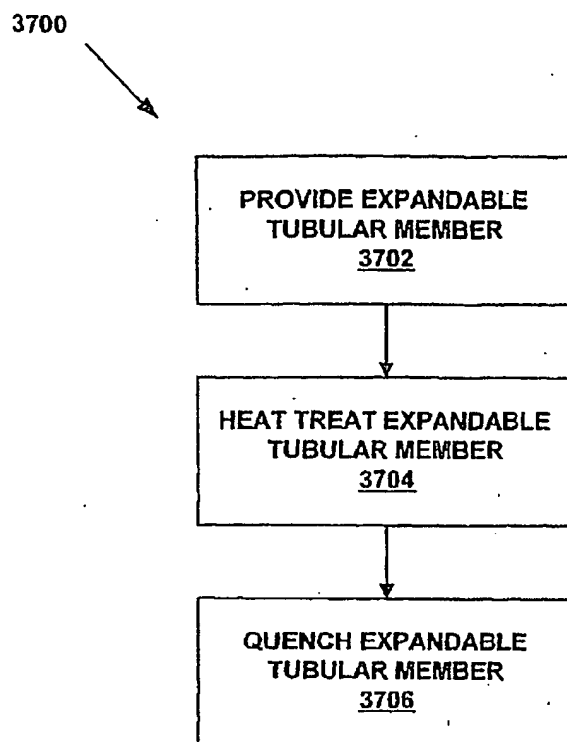 3700
PROVIDE EXPANDABLE
TUBULAR MEMBER
3702
HEAT TREAT EXPANDABLE
TUBULAR MEMBER
3704
QUENCH EXPANDABLE
TUBULAR MEMBER
3706